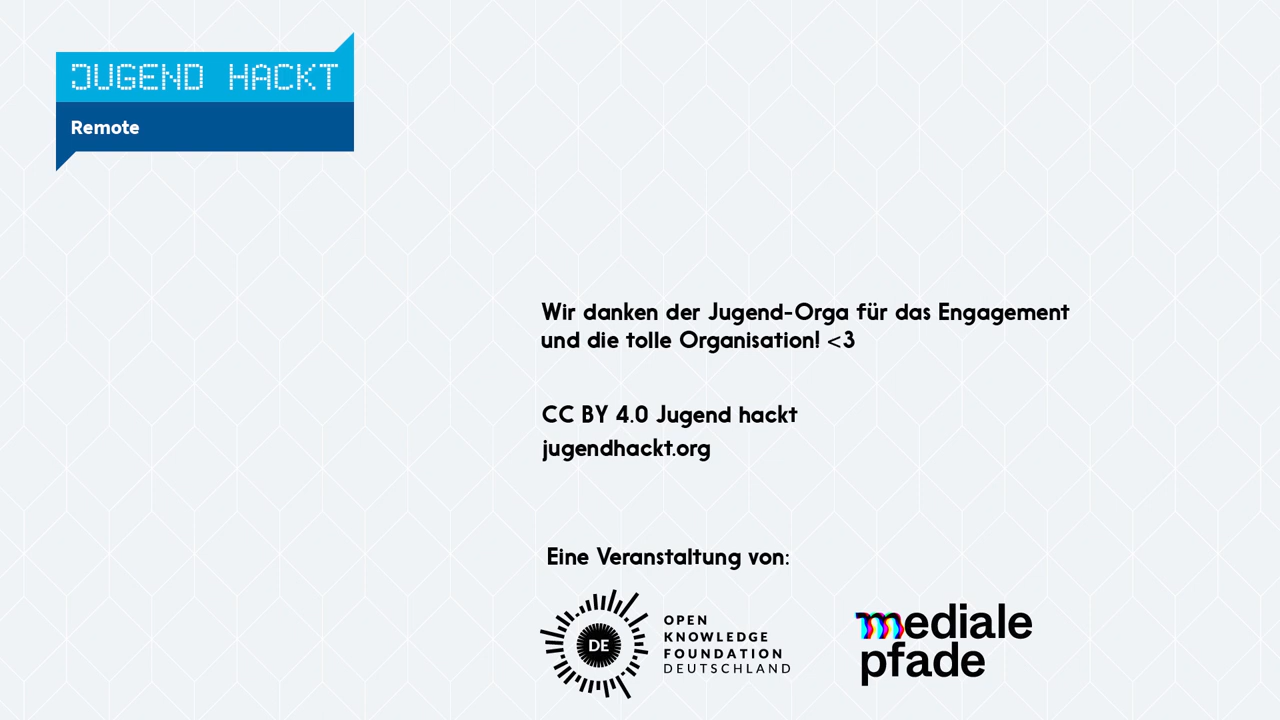 JUGEND HACKT
Remote
Wir danken der Jugend-Orga für das Engagement
und die tolle Organisation! <3
CC BY 4.0 Jugend hackt
jugendhackt.org
Eine Veranstaltung von:
DE
OPEN
KNOWLEDGE
FOUNDATION
DEUTSCHLAND
mediale
pfade